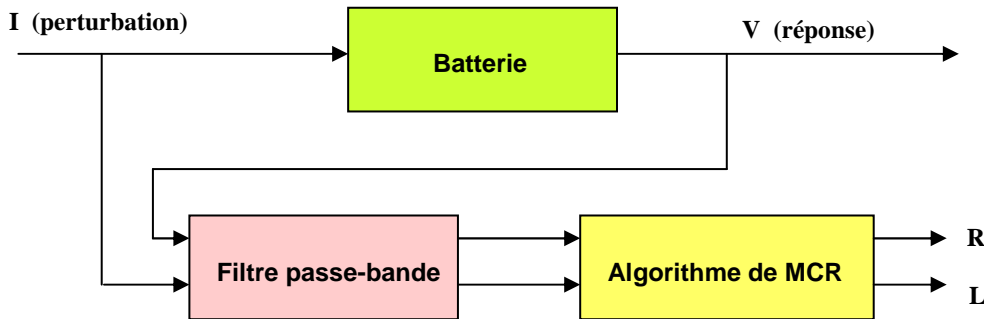 I (perturbation)
V (réponse)
Batterie
Filtre passe-bande
Algorithme de MCR
R
L